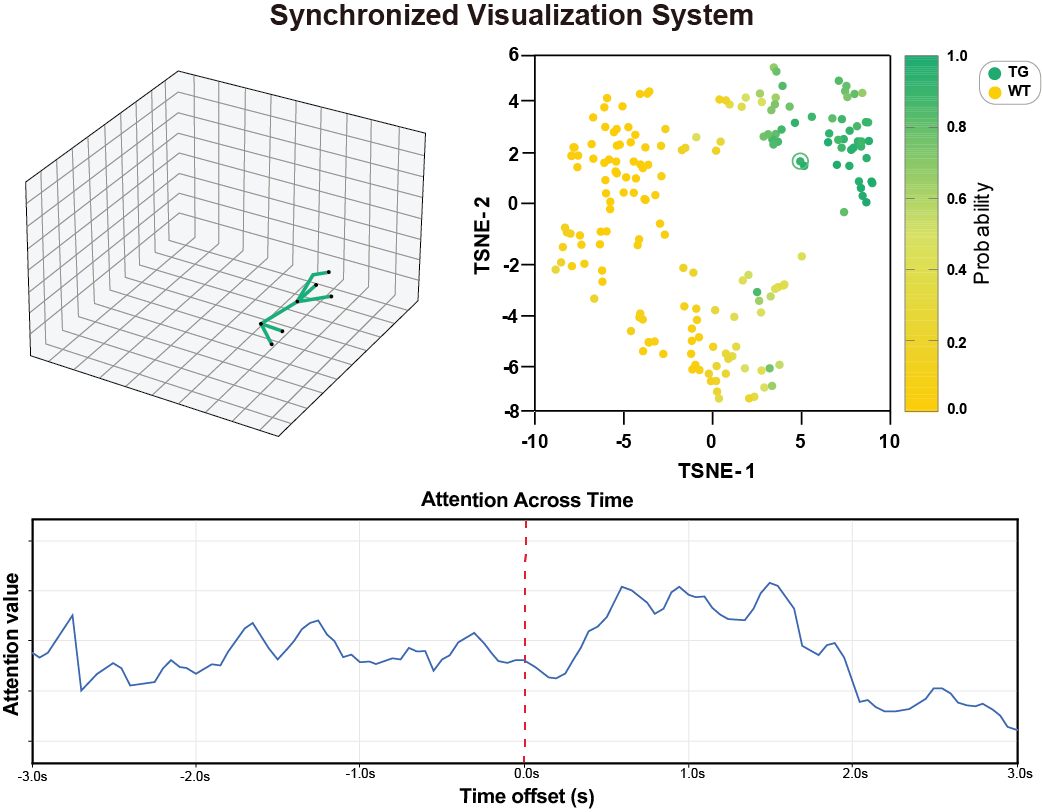 Synchronized Visualization System
6
4
2
0
-2
-4
-6
-8
-10
-5
0
5
10
TSNE-2
TSNE-1
1.0
0.8
0.6
0.4
0.2
0.0
Probability
TG
WT
Attention Across Time
Attention value
-3.0s
-2.0s
-1.0s
0.0s
1.0s
2.0s
3.0s
Time offset (s)